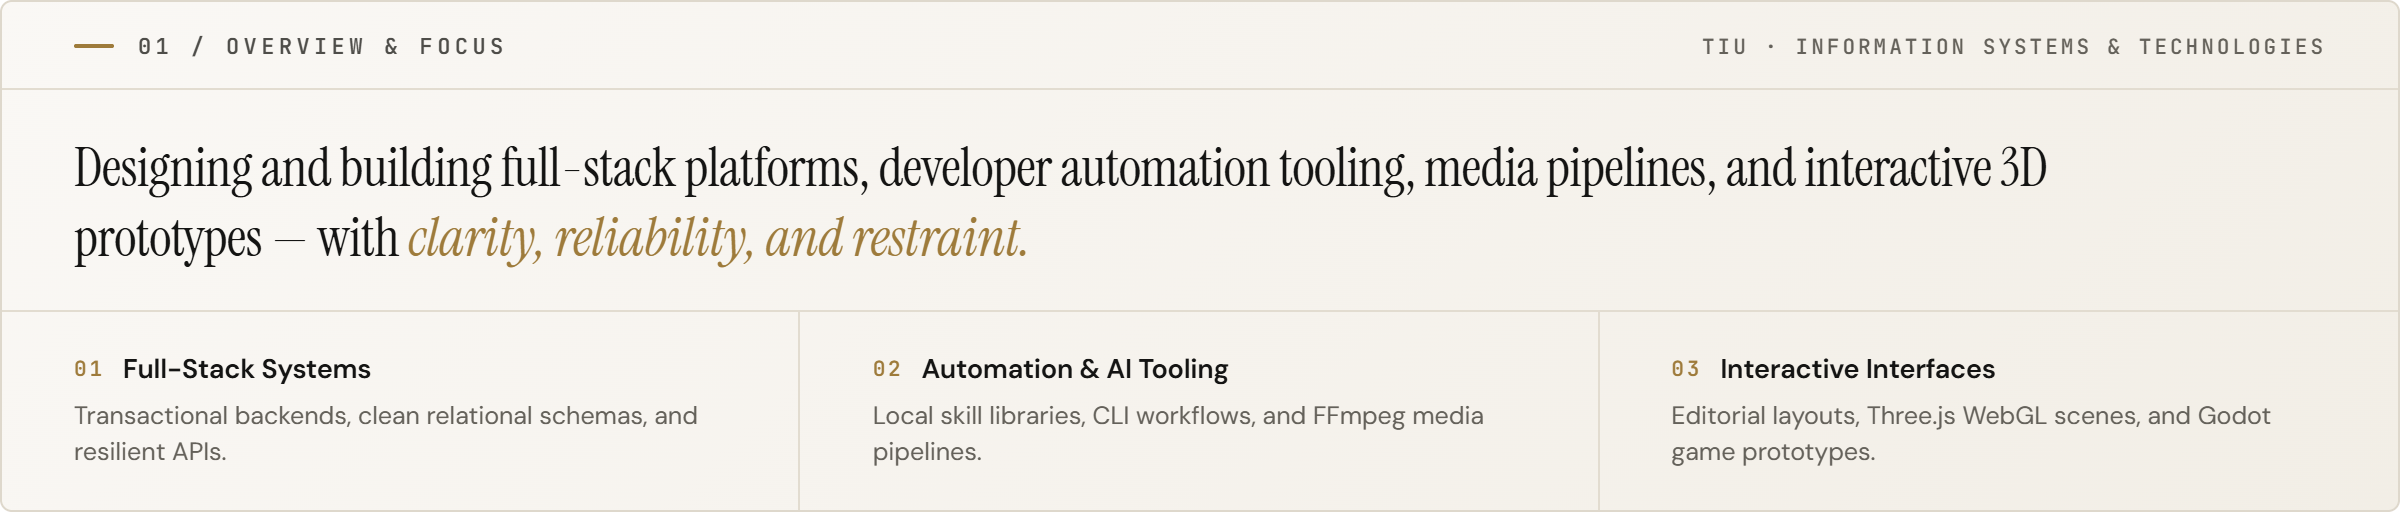 01 / OVERVIEW & FOCUS
TIU · INFORMATION SYSTEMS & TECHNOLOGIES
Designing and building full-stack platforms, developer automation tooling, media pipelines, and interactive 3D
prototypes — with clarity, reliability, and restraint.
01 Full-Stack Systems
Transactional backends, clean relational schemas, and
resilient APIs.
02 Automation & AI Tooling
Local skill libraries, CLI workflows, and FFmpeg media
pipelines.
03 Interactive Interfaces
Editorial layouts, Three.js WebGL scenes, and Godot
game prototypes.